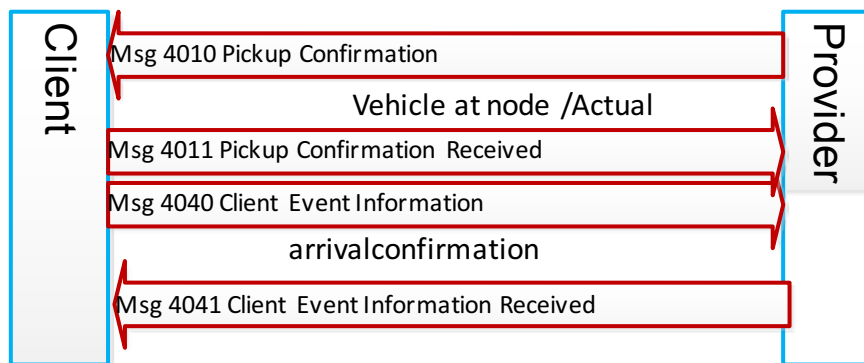 Client
Provider
Msg 4010 Pickup Confirmation
Vehicle at node /Actual
Msg 4011 Pickup Confirmation Received
Msg 4040 Client Event Information
arrivalconfirmation
Msg 4041 Client Event Information Received